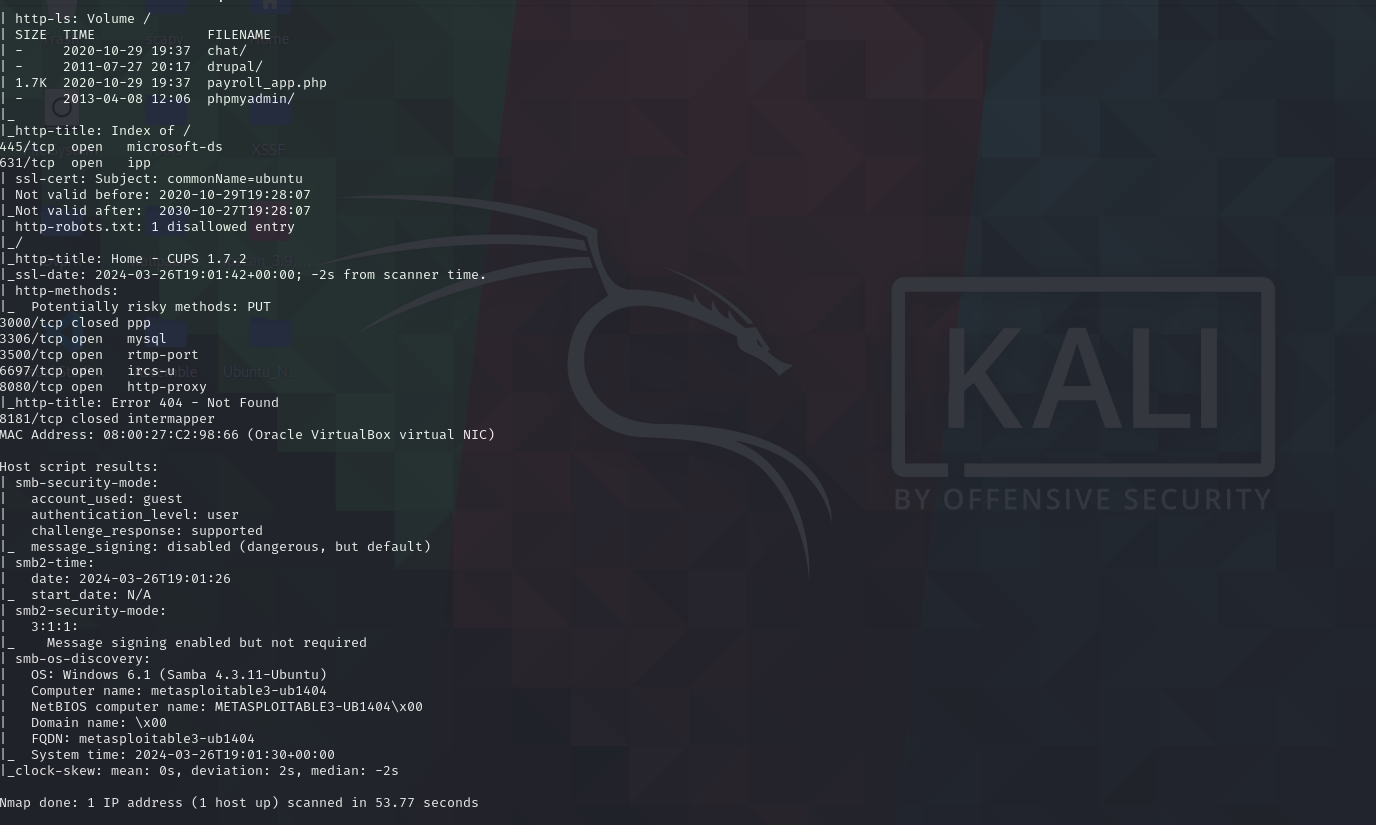 | http-ls: Volume /
| SIZE  TIME              FILENAME
| -     2020-10-29 19:37  chat/
| -     2011-07-27 20:17  drupal/
| 1.7K  2020-10-29 19:37  payroll_app.php
| -     2013-04-08 12:06  phpmyadmin/
|_
|_http-title: Index of /
445/tcp  open   microsoft-ds
631/tcp  open   ipp
| ssl-cert: Subject: commonName=ubuntu
| Not valid before: 2020-10-29T19:28:07
|_Not valid after:  2030-10-27T19:28:07
| http-robots.txt: 1 disallowed entry
|_/
|_http-title: Home - CUPS 1.7.2
|_ssl-date: 2024-03-26T19:01:42+00:00; -2s from scanner time.
| http-methods:
|_  Potentially risky methods: PUT
3000/tcp closed ppp
3306/tcp open   mysql
3500/tcp open   rtmp-port
6697/tcp open   ircs-u
8080/tcp open   http-proxy
|_http-title: Error 404 - Not Found
8181/tcp closed intermapper
MAC Address: 08:00:27:C2:98:66 (Oracle VirtualBox virtual NIC)

Host script results:
| smb-security-mode:
|   account_used: guest
|   authentication_level: user
|   challenge_response: supported
|_  message_signing: disabled (dangerous, but default)
| smb2-time:
|   date: 2024-03-26T19:01:26
|_  start_date: N/A
| smb2-security-mode:
|   3:1:1:
|_    Message signing enabled but not required
| smb-os-discovery:
|   OS: Windows 6.1 (Samba 4.3.11-Ubuntu)
|   Computer name: metasploitable3-ub1404
|   NetBIOS computer name: METASPLOITABLE3-UB1404\x00
|   Domain name: \x00
|   FQDN: metasploitable3-ub1404
|_  System time: 2024-03-26T19:01:30+00:00
|_clock-skew: mean: 0s, deviation: 2s, median: -2s

Nmap done: 1 IP address (1 host up) scanned in 53.77 seconds
XSSF
KALI
BY OFFENSIVE SECURITY